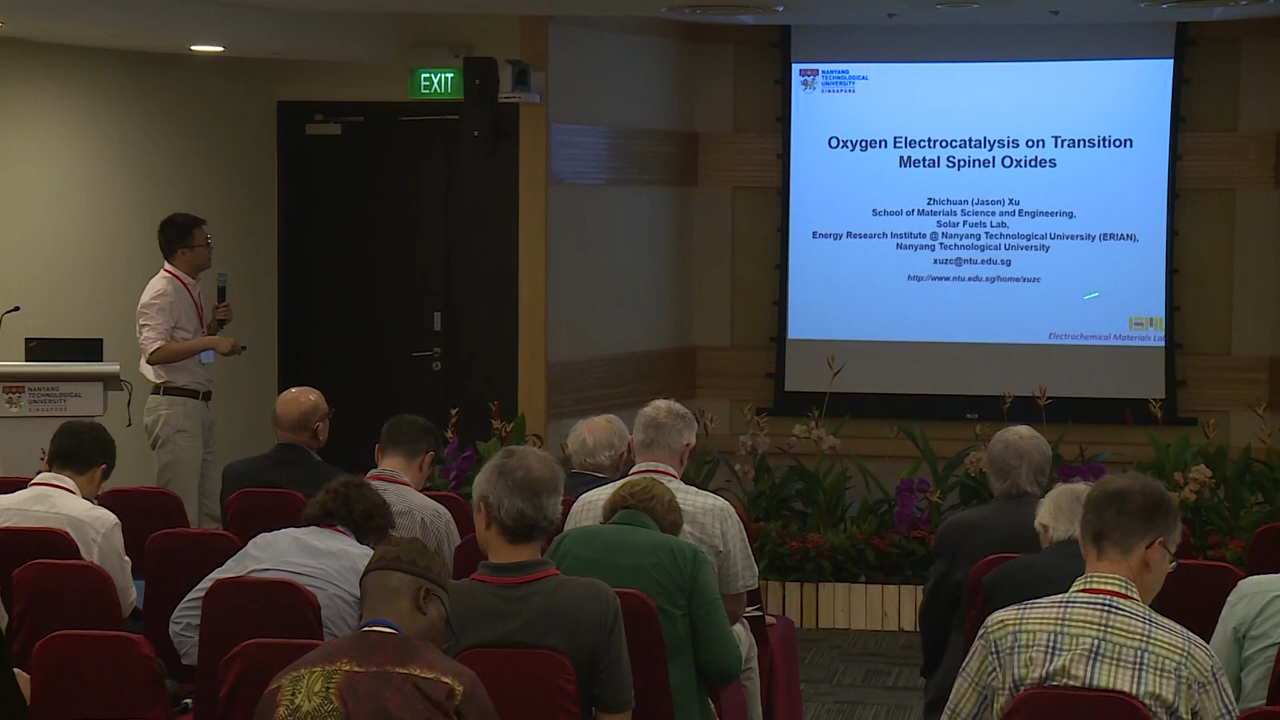 EXIT
NANYANG
TECHNOLOGICAL
UNIVERSITY
SINGAPORE
Oxygen Electrocatalysis on Transition
Metal Spinel Oxides
Zhichuan (Jason) Xu
School of Materials Science and Engineering,
Solar Fuels Lab,
Energy Research Institute @ Nanyang Technological University (ERIAN),
Nanyang Technological University
xuzc@ntu.edu.sg
http://www.ntu.edu.sg/home/xuzc
Electrochemical Materials La
NANYANG
TECHNOLOGICAL
UNIVERSITY
SINGAPORE